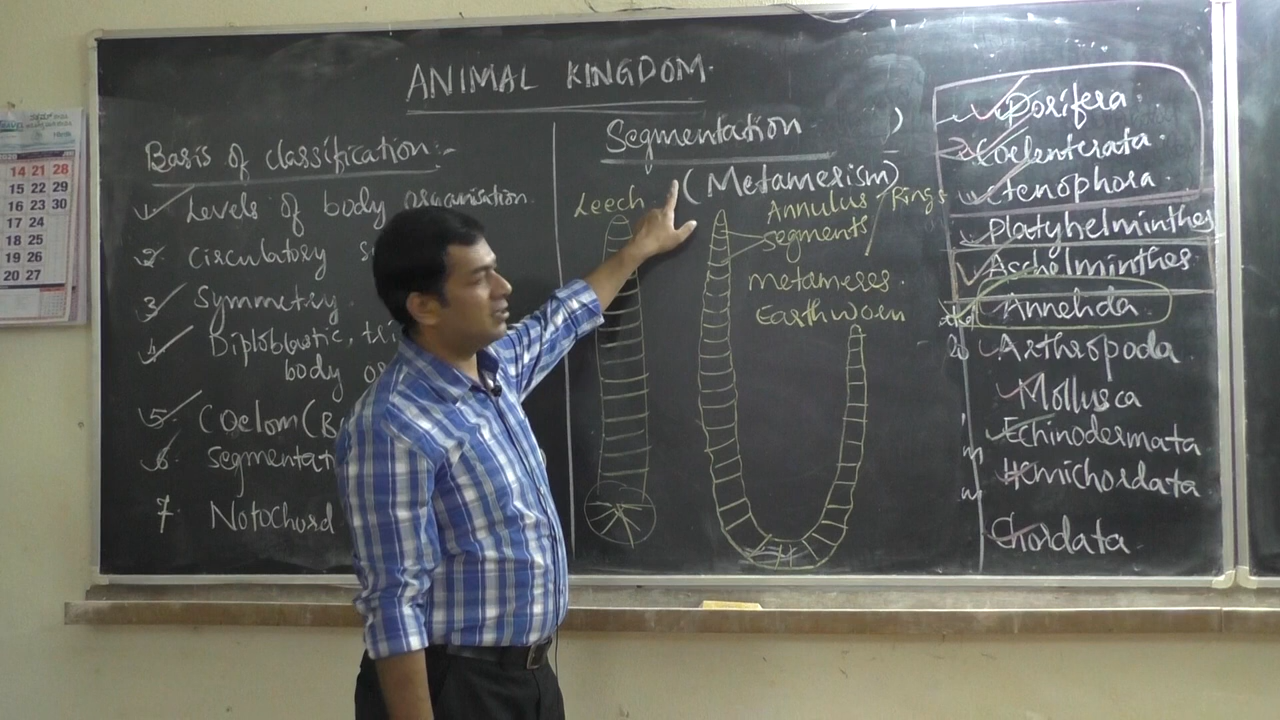 ANIMAL KINGDOM.
Basis of classification:-
1. Levels of body organisation.
2. Circulatory
3. Symmetry
4. Diploblastic,
body
5. Coelom (B
6. Segmentat
7. Notochord
Segmentation
(Metamerism)
Leech
Annulus / Rings
segments
metameres.
Earthworm
Porifera
Coelenterata.
Ctenophora.
Platyhelminthes
Aschelminthes
Annelida
Arthropoda
Mollusca
Echinodermata
Hemichordata
Chordata.
14 21 28
15 22 29
16 23 30
17 24
18 25
19 26
20 27